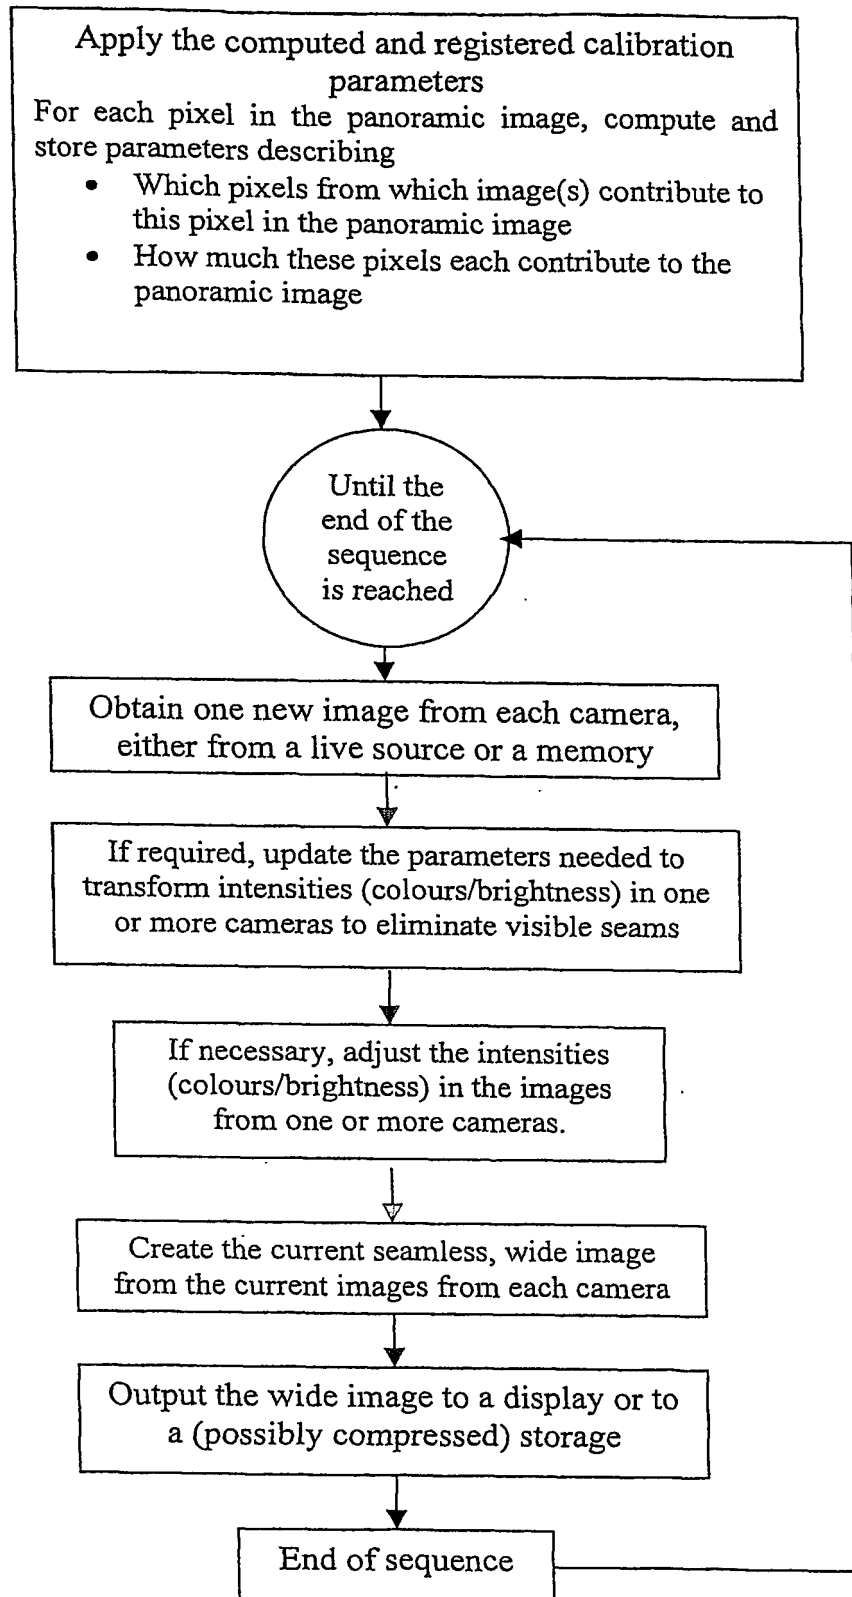 Apply the computed and registered calibration
parameters
For each pixel in the panoramic image, compute and
store parameters describing
• Which pixels from which image(s) contribute to
this pixel in the panoramic image
• How much these pixels each contribute to the
panoramic image
Until the
end of the
sequence
is reached
Obtain one new image from each camera,
either from a live source or a memory
If required, update the parameters needed to
transform intensities (colours/brightness) in one
or more cameras to eliminate visible seams
If necessary, adjust the intensities
(colours/brightness) in the images
from one or more cameras.
Create the current seamless, wide image
from the current images from each camera
Output the wide image to a display or to
a (possibly compressed) storage
End of sequence